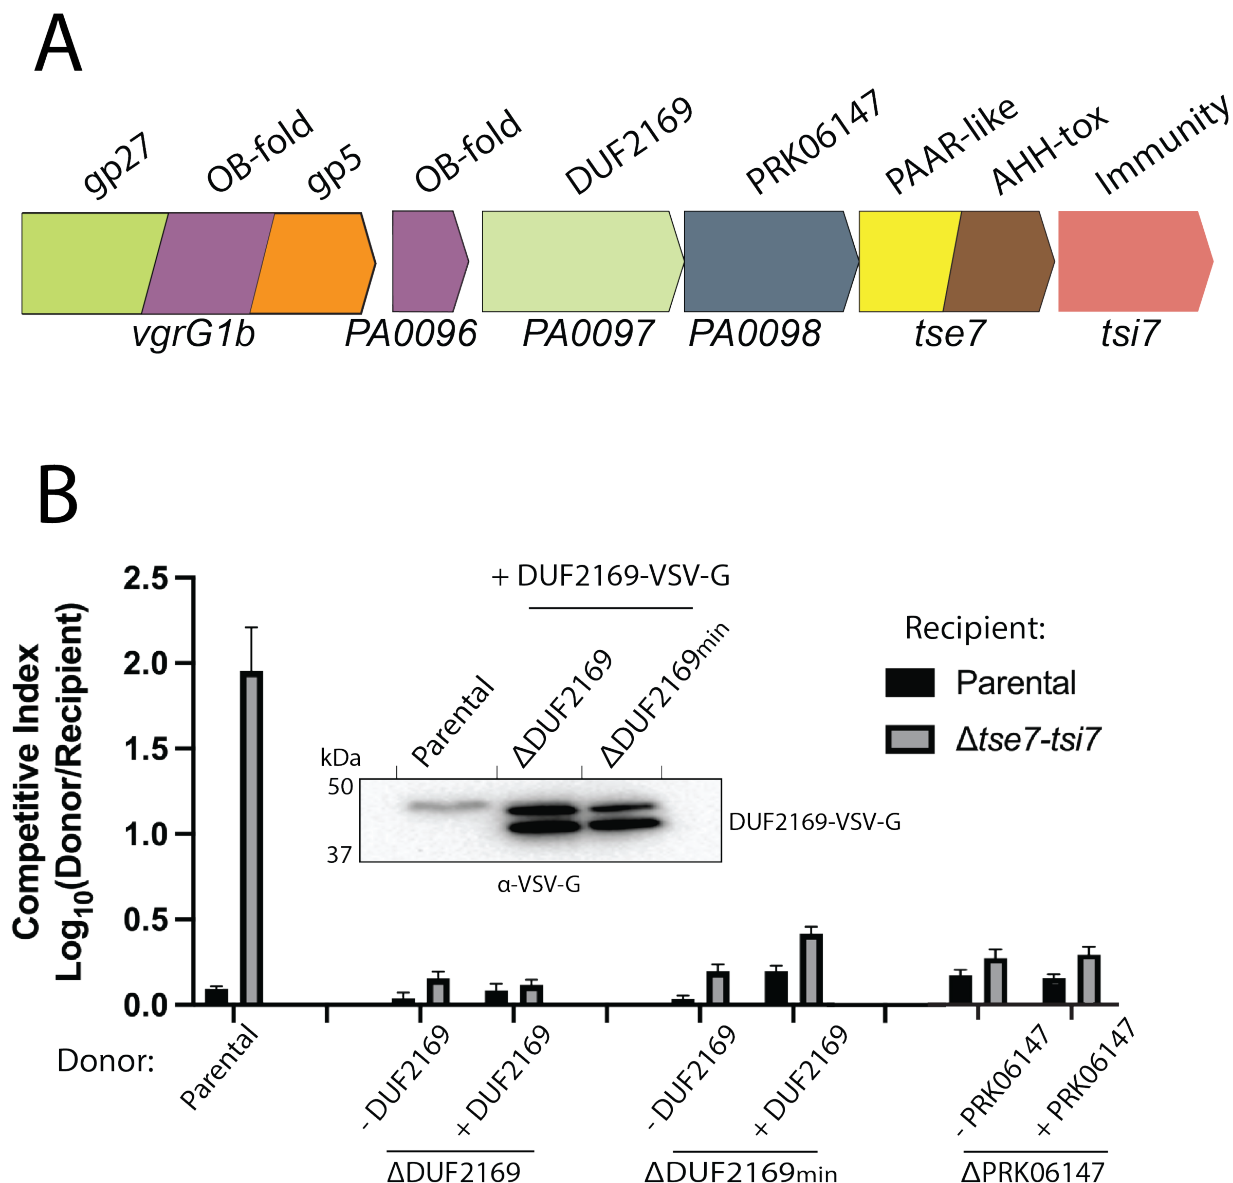 A
gp27
OB-fold
gp5
OB-fold
DUF2169
PRK06147
PAAR-like
AHH-tox
Immunity
vgrG1b
PA0096
PA0097
PA0098
tse7
tsi7
B
Competitive Index
Log10(Donor/Recipient)
2.5
2.0
1.5
1.0
0.5
0.0
+ DUF2169-VSV-G
Parental
ΔDUF2169
ΔDUF2169min
kDa
50
37
DUF2169-VSV-G
α-VSV-G
Recipient:
Parental
Δtse7-tsi7
Donor:
Parental
- DUF2169
+ DUF2169
- DUF2169
+ DUF2169
- PRK06147
+ PRK06147
ΔDUF2169
ΔDUF2169min
ΔPRK06147